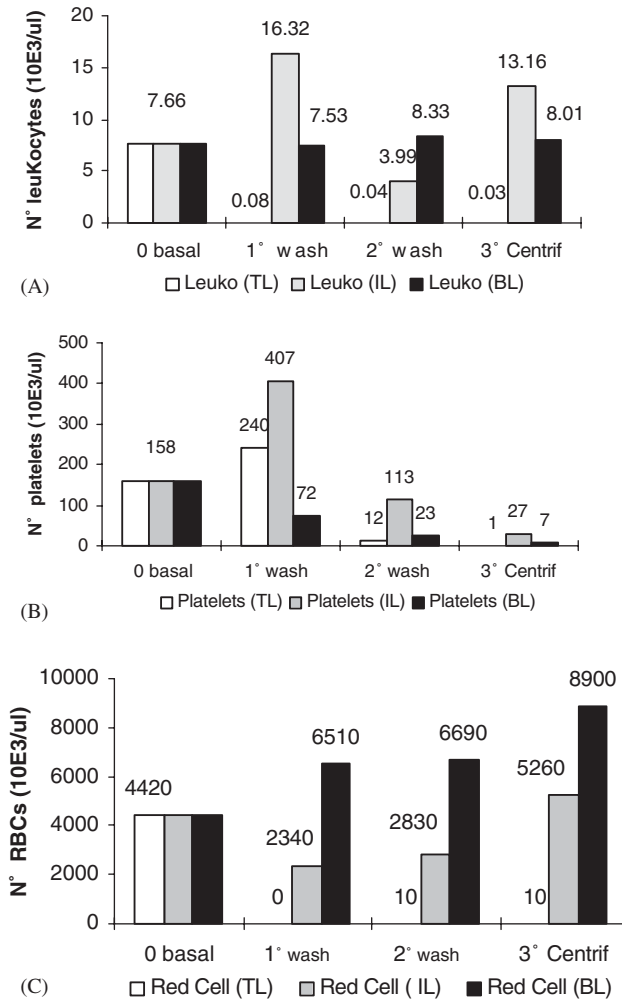 20
15
10
5
0
N° leuKocytes (10E3/ul)
7.66
0.08
16.32
7.53
0.04
3.99
8.33
0.03
13.16
8.01
0 basal
1° wash
2° wash
3° Centrif
(A)
Leuko (TL) Leuko (IL) Leuko (BL)
500
400
300
200
100
0
N° platelets (10E3/ul)
158
240
407
72
12
113
23
1
27
7
0 basal
1° wash
2° wash
3° Centrif
(B)
Platelets (TL) Platelets (IL) Platelets (BL)
10000
8000
6000
4000
2000
0
N° RBCs (10E3/ul)
4420
0
2340
6510
10
2830
6690
10
5260
8900
0 basal
1° wash
2° wash
3° Centrif
(C)
Red Cell (TL) Red Cell ( IL) Red Cell (BL)